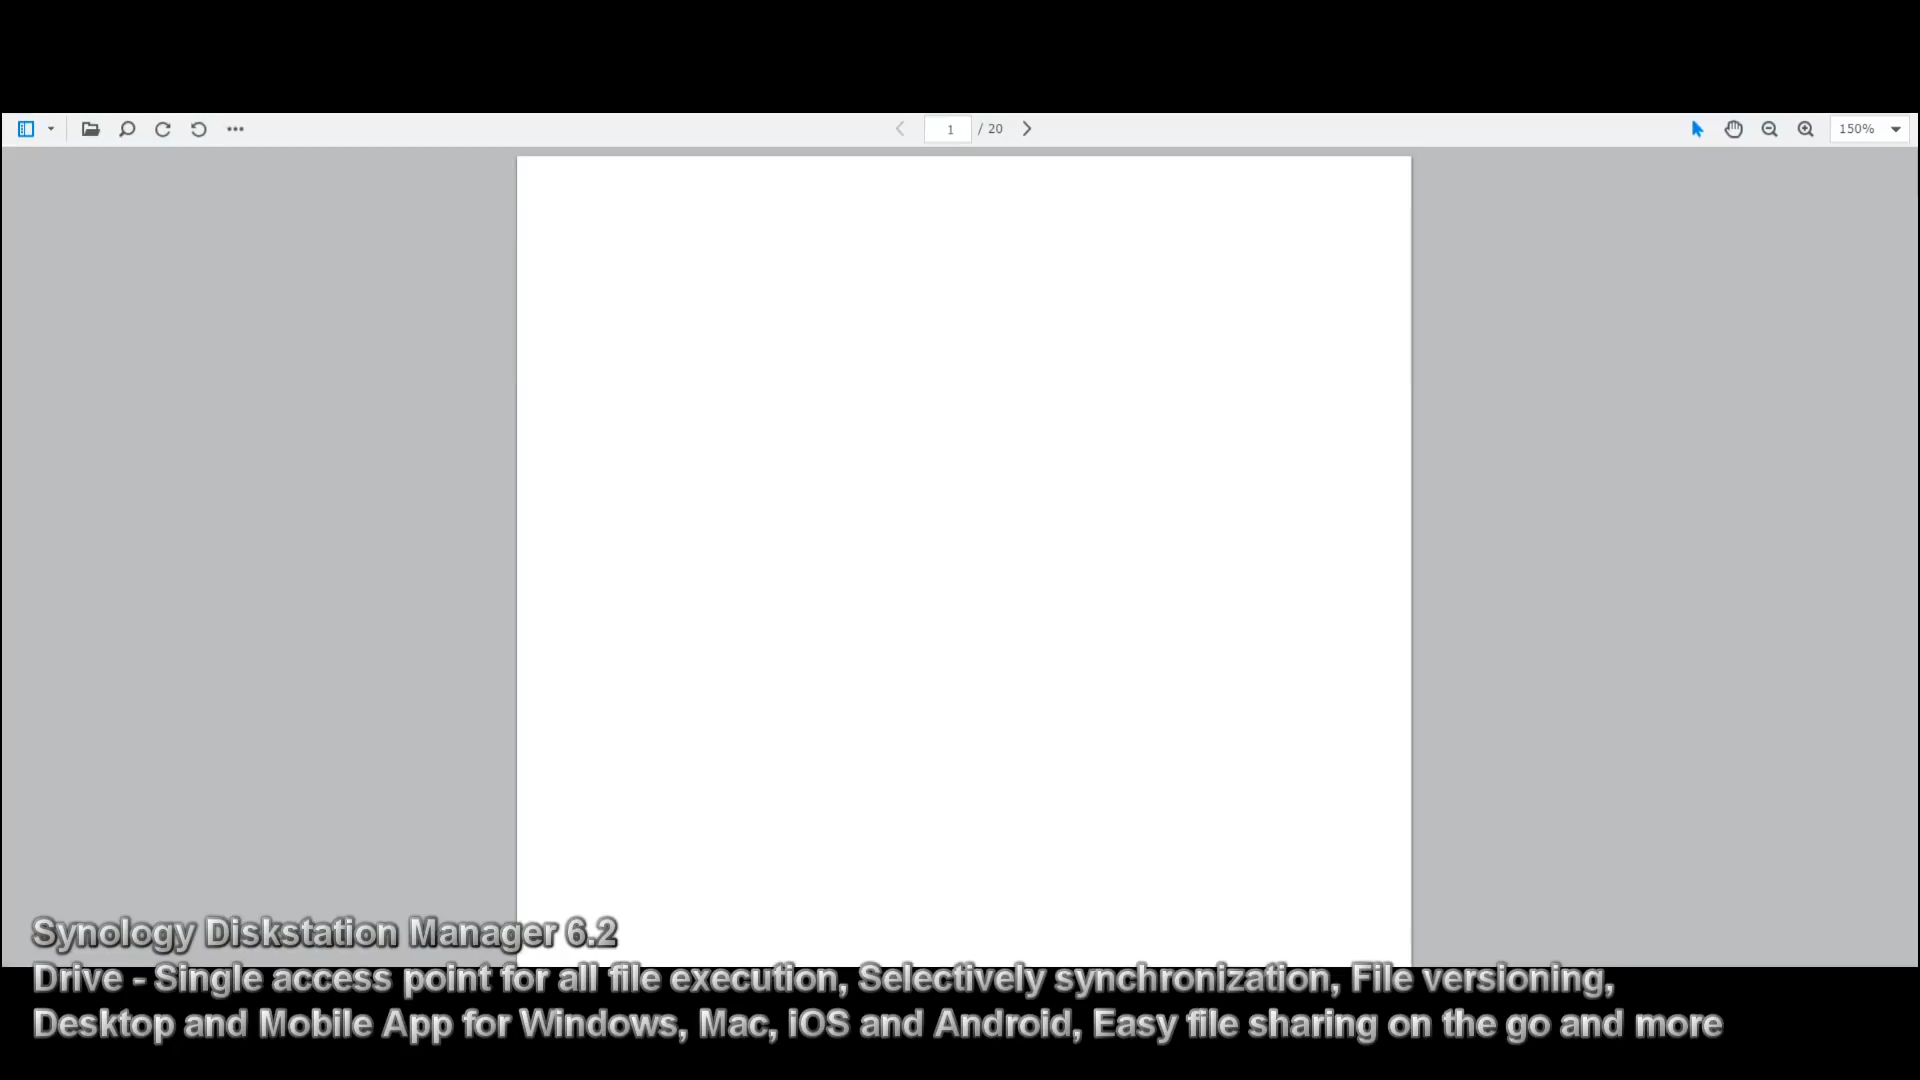 1 / 20
150%
Synology Diskstation Manager 6.2
Drive - Single access point for all file execution, Selectively synchronization, File versioning,
Desktop and Mobile App for Windows, Mac, iOS and Android, Easy file sharing on the go and more